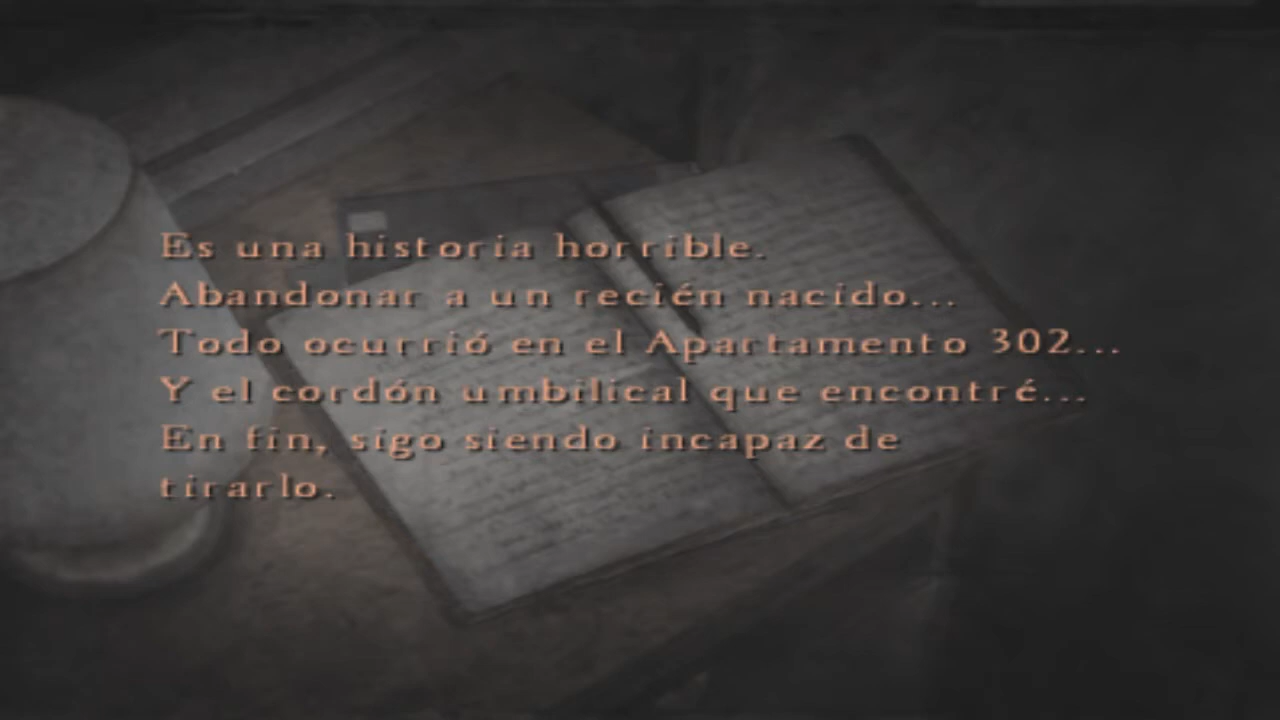 Es una historia horrible.
Abandonar a un recién nacido...
Todo ocurrió en el Apartamento 302...
Y el cordón umbilical que encontré...
En fin, sigo siendo incapaz de
tirarlo.